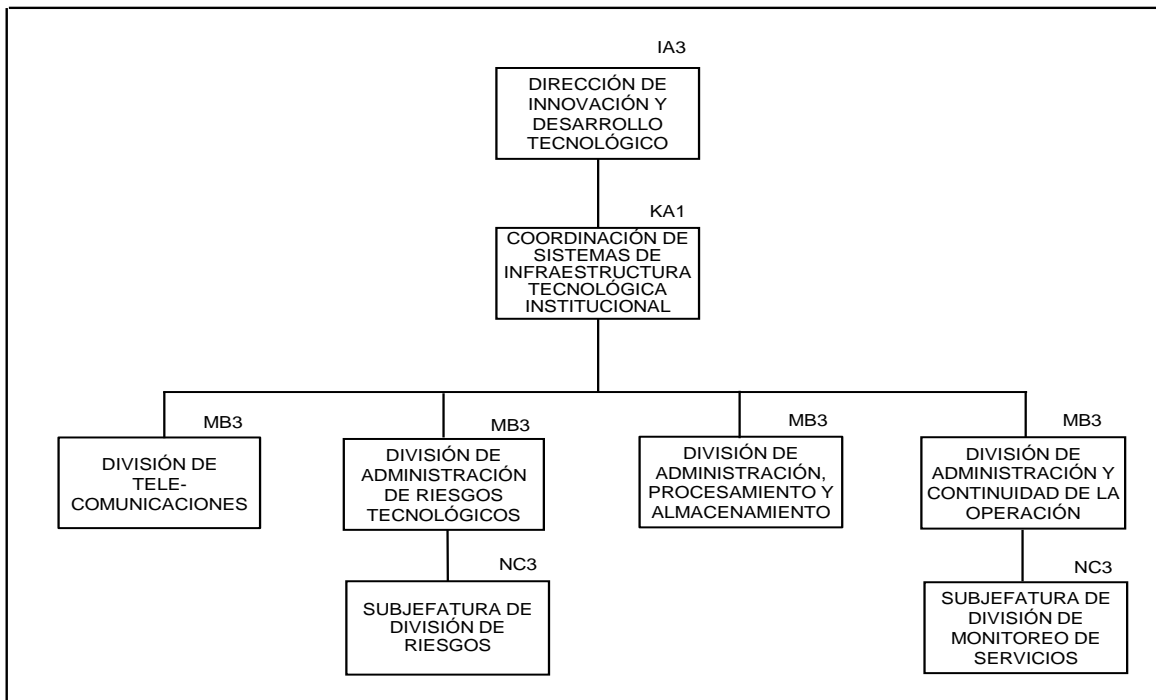 IA3
DIRECCIÓN DE
INNOVACIÓN Y
DESARROLLO
TECNOLÓGICO
KA1
COORDINACIÓN DE
SISTEMAS DE
INFRAESTRUCTURA
TECNOLÓGICA
INSTITUCIONAL
MB3
DIVISIÓN DE
TELE-
COMUNICACIONES
MB3
DIVISIÓN DE
ADMINISTRACIÓN
DE RIESGOS
TECNOLÓGICOS
MB3
DIVISIÓN DE
ADMINISTRACIÓN,
PROCESAMIENTO Y
ALMACENAMIENTO
MB3
DIVISIÓN DE
ADMINISTRACIÓN Y
CONTINUIDAD DE LA
OPERACIÓN
NC3
SUBJEFATURA DE
DIVISIÓN DE
RIESGOS
NC3
SUBJEFATURA DE
DIVISIÓN DE
MONITOREO DE
SERVICIOS